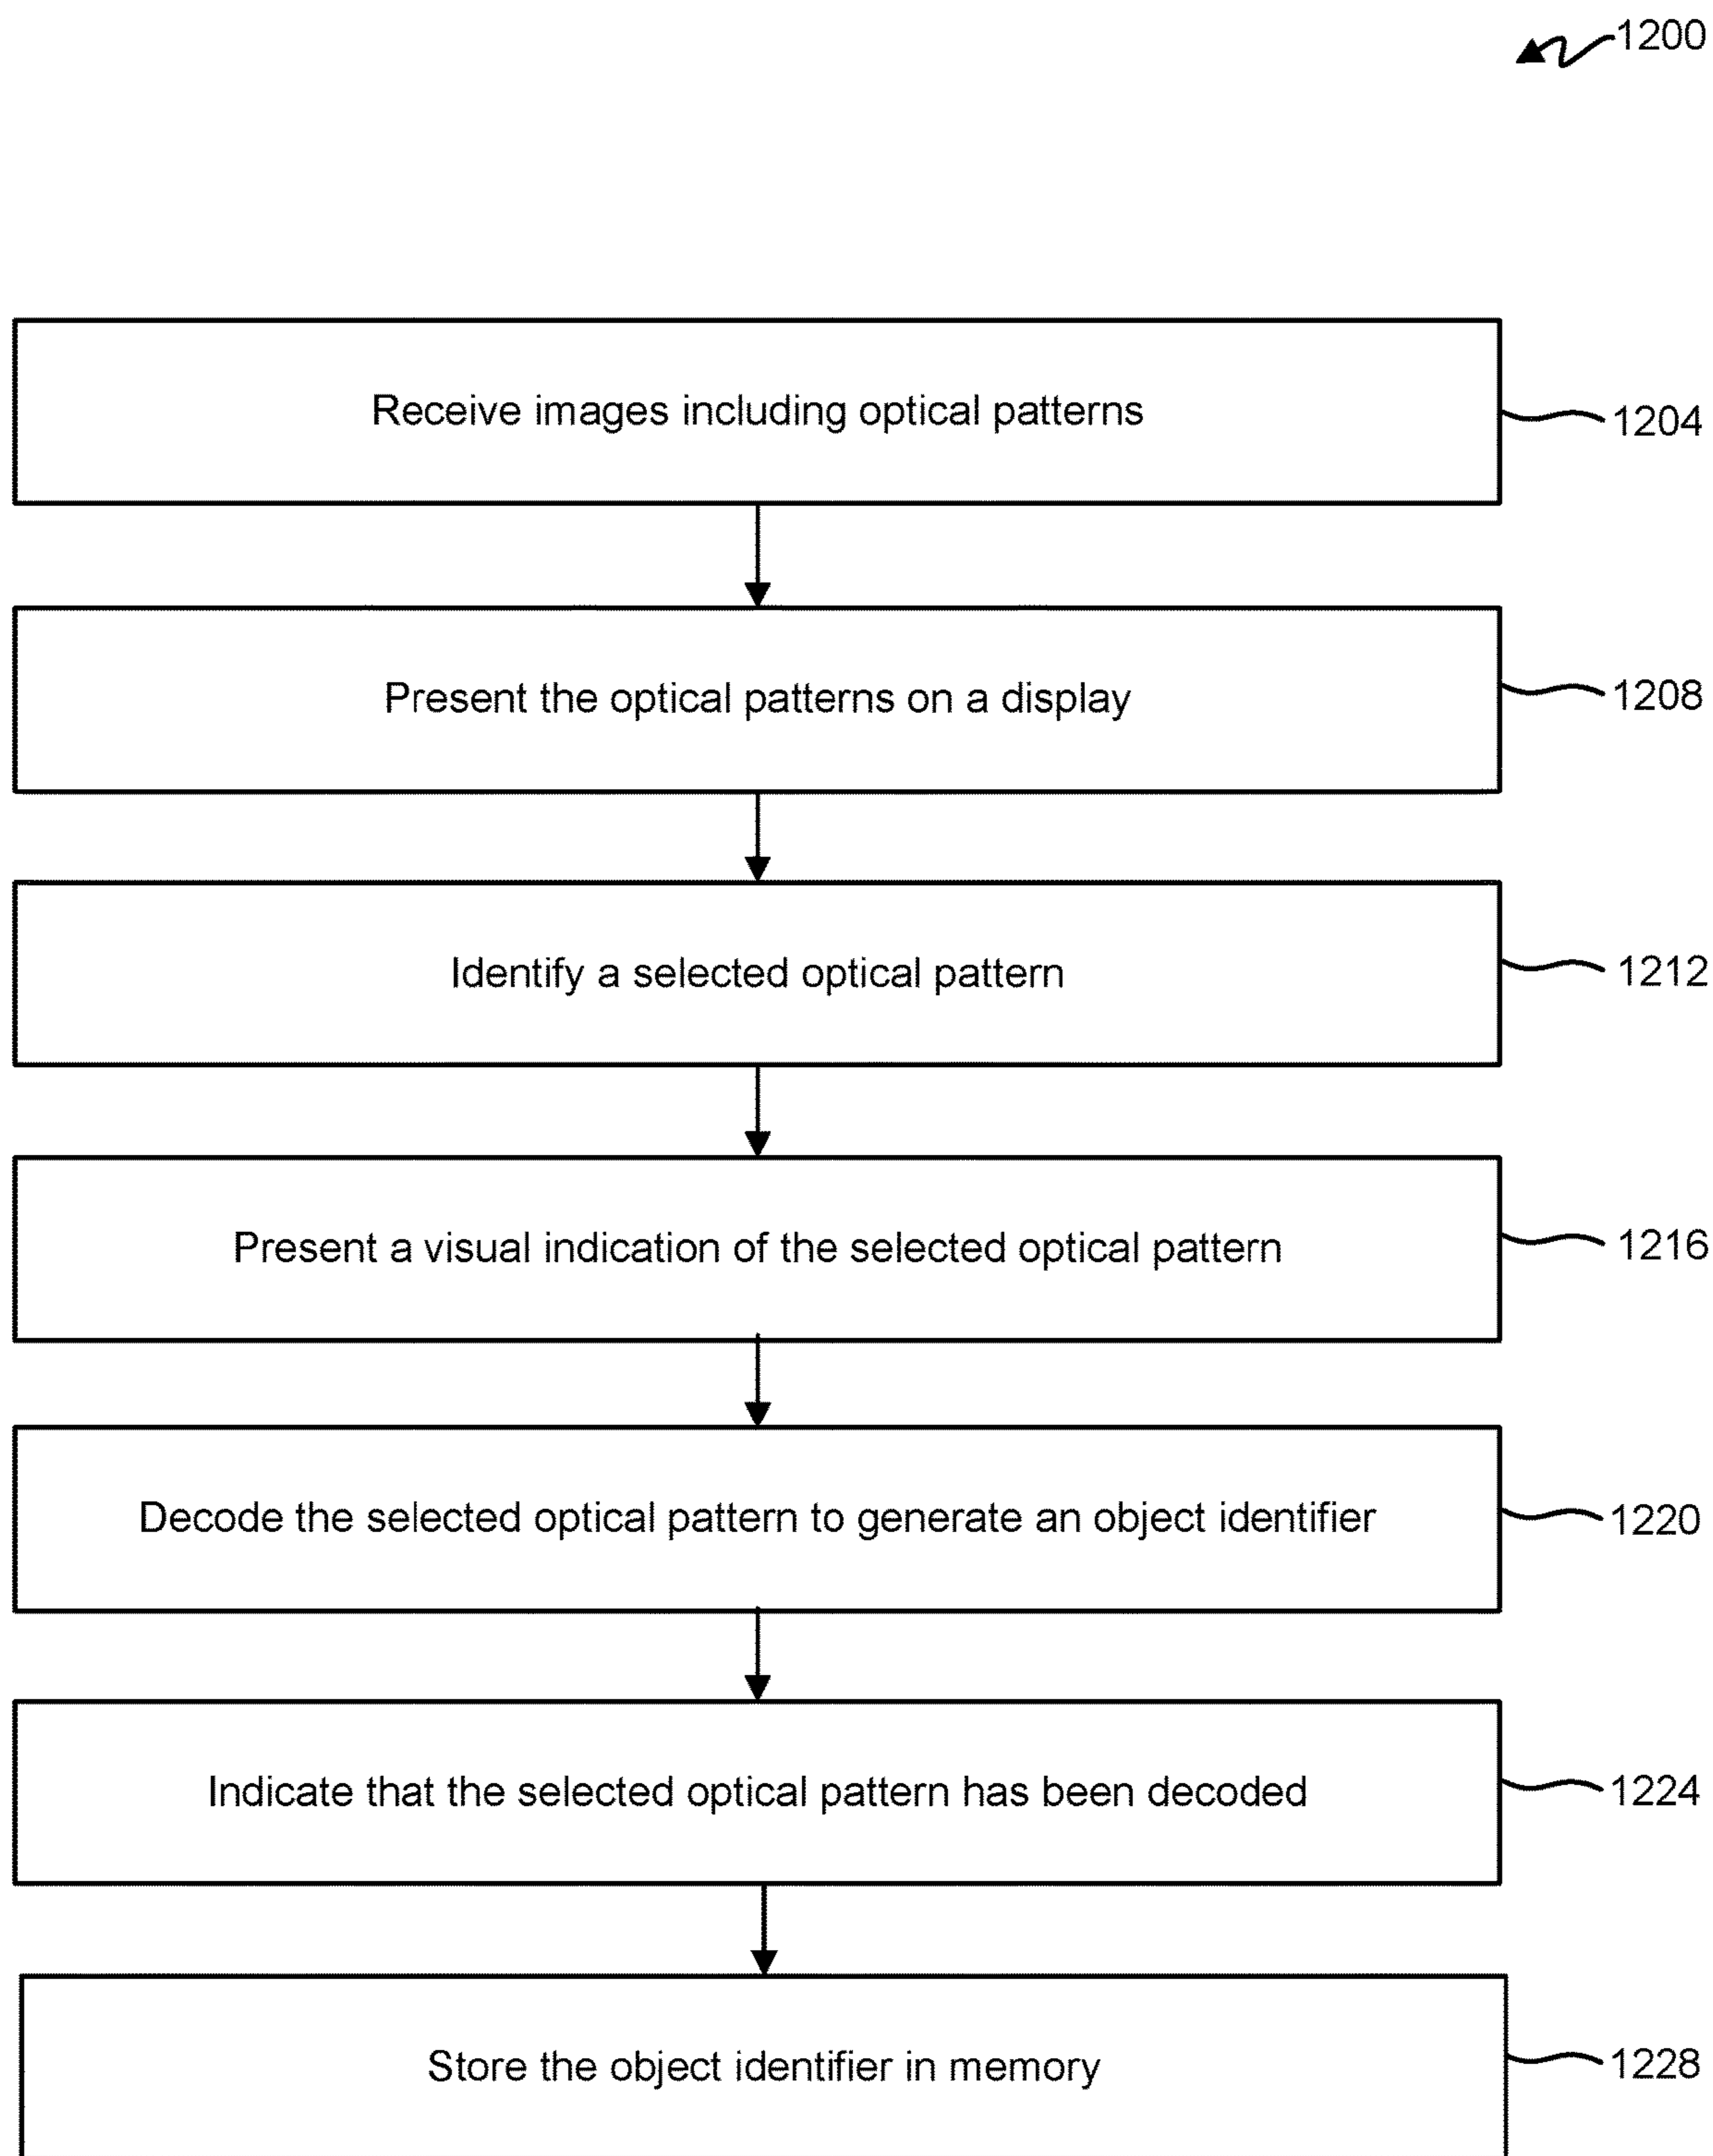 1200
Receive images including optical patterns
1204
Present the optical patterns on a display
1208
Identify a selected optical pattern
1212
Present a visual indication of the selected optical pattern
1216
Decode the selected optical pattern to generate an object identifier
1220
Indicate that the selected optical pattern has been decoded
1224
Store the object identifier in memory
1228